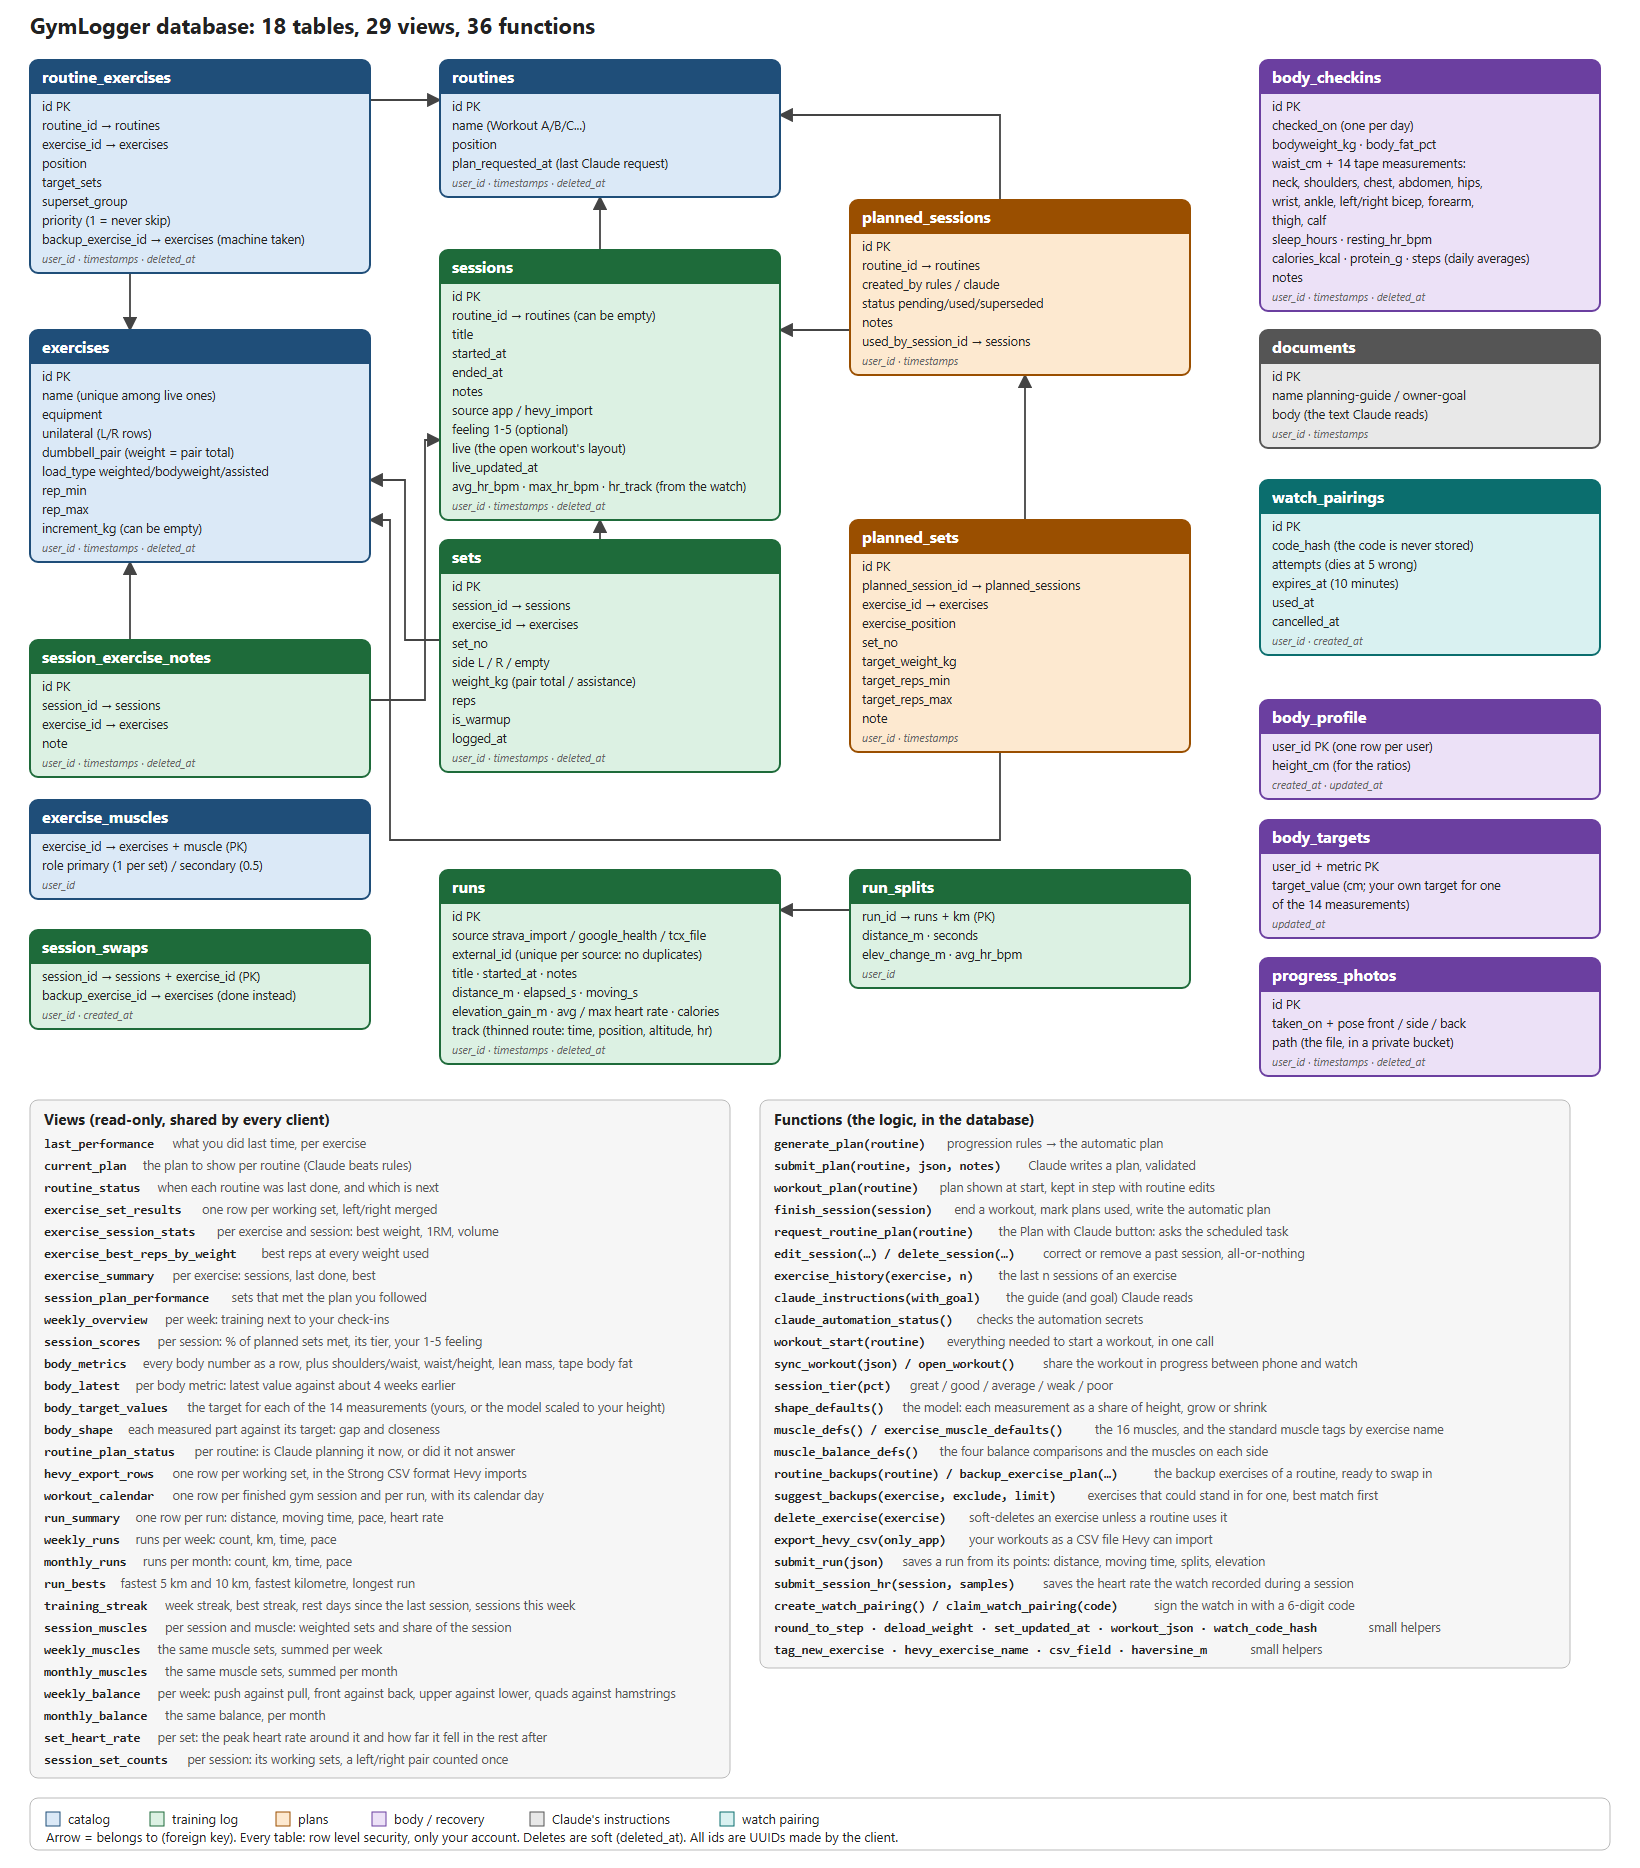 GymLogger database: 18 tables, 29 views, 36 functions
routine_exercises
id PK
routine_id → routines
exercise_id → exercises
position
target_sets
superset_group
priority (1 = never skip)
backup_exercise_id → exercises (machine taken)
user_id · timestamps · deleted_at
routines
id PK
name (Workout A/B/C...)
position
plan_requested_at (last Claude request)
user_id · timestamps · deleted_at
body_checkins
id PK
checked_on (one per day)
bodyweight_kg · body_fat_pct
waist_cm + 14 tape measurements:
neck, shoulders, chest, abdomen, hips,
wrist, ankle, left/right bicep, forearm,
thigh, calf
sleep_hours · resting_hr_bpm
calories_kcal · protein_g · steps (daily averages)
notes
user_id · timestamps · deleted_at
planned_sessions
id PK
routine_id → routines
created_by rules / claude
status pending/used/superseded
notes
used_by_session_id → sessions
user_id · timestamps
sessions
id PK
routine_id → routines (can be empty)
title
started_at
ended_at
notes
source app / hevy_import
feeling 1-5 (optional)
live (the open workout's layout)
live_updated_at
avg_hr_bpm · max_hr_bpm · hr_track (from the watch)
user_id · timestamps · deleted_at
exercises
id PK
name (unique among live ones)
equipment
unilateral (L/R rows)
dumbbell_pair (weight = pair total)
load_type weighted/bodyweight/assisted
rep_min
rep_max
increment_kg (can be empty)
user_id · timestamps · deleted_at
documents
id PK
name planning-guide / owner-goal
body (the text Claude reads)
user_id · timestamps
watch_pairings
id PK
code_hash (the code is never stored)
attempts (dies at 5 wrong)
expires_at (10 minutes)
used_at
cancelled_at
user_id · created_at
sets
id PK
session_id → sessions
exercise_id → exercises
set_no
side L / R / empty
weight_kg (pair total / assistance)
reps
is_warmup
logged_at
user_id · timestamps · deleted_at
planned_sets
id PK
planned_session_id → planned_sessions
exercise_id → exercises
exercise_position
set_no
target_weight_kg
target_reps_min
target_reps_max
note
user_id · timestamps
session_exercise_notes
id PK
session_id → sessions
exercise_id → exercises
note
user_id · timestamps · deleted_at
body_profile
user_id PK (one row per user)
height_cm (for the ratios)
created_at · updated_at
exercise_muscles
exercise_id → exercises + muscle (PK)
role primary (1 per set) / secondary (0.5)
user_id
body_targets
user_id + metric PK
target_value (cm; your own target for one
of the 14 measurements)
updated_at
session_swaps
session_id → sessions + exercise_id (PK)
backup_exercise_id → exercises (done instead)
user_id · created_at
runs
id PK
source strava_import / google_health / tcx_file
external_id (unique per source: no duplicates)
title · started_at · notes
distance_m · elapsed_s · moving_s
elevation_gain_m · avg / max heart rate · calories
track (thinned route: time, position, altitude, hr)
user_id · timestamps · deleted_at
run_splits
run_id → runs + km (PK)
distance_m · seconds
elev_change_m · avg_hr_bpm
user_id
progress_photos
id PK
taken_on + pose front / side / back
path (the file, in a private bucket)
user_id · timestamps · deleted_at
Views (read-only, shared by every client)
last_performance what you did last time, per exercise
current_plan the plan to show per routine (Claude beats rules)
routine_status when each routine was last done, and which is next
exercise_set_results one row per working set, left/right merged
exercise_session_stats per exercise and session: best weight, 1RM, volume
exercise_best_reps_by_weight best reps at every weight used
exercise_summary per exercise: sessions, last done, best
session_plan_performance sets that met the plan you followed
weekly_overview per week: training next to your check-ins
session_scores per session: % of planned sets met, its tier, your 1-5 feeling
body_metrics every body number as a row, plus shoulders/waist, waist/height, lean mass, tape body fat
body_latest per body metric: latest value against about 4 weeks earlier
body_target_values the target for each of the 14 measurements (yours, or the model scaled to your height)
body_shape each measured part against its target: gap and closeness
routine_plan_status per routine: is Claude planning it now, or did it not answer
hevy_export_rows one row per working set, in the Strong CSV format Hevy imports
workout_calendar one row per finished gym session and per run, with its calendar day
run_summary one row per run: distance, moving time, pace, heart rate
weekly_runs runs per week: count, km, time, pace
monthly_runs runs per month: count, km, time, pace
run_bests fastest 5 km and 10 km, fastest kilometre, longest run
training_streak week streak, best streak, rest days since the last session, sessions this week
session_muscles per session and muscle: weighted sets and share of the session
weekly_muscles the same muscle sets, summed per week
monthly_muscles the same muscle sets, summed per month
weekly_balance per week: push against pull, front against back, upper against lower, quads against hamstrings
monthly_balance the same balance, per month
set_heart_rate per set: the peak heart rate around it and how far it fell in the rest after
session_set_counts per session: its working sets, a left/right pair counted once
Functions (the logic, in the database)
generate_plan(routine) progression rules → the automatic plan
submit_plan(routine, json, notes) Claude writes a plan, validated
workout_plan(routine) plan shown at start, kept in step with routine edits
finish_session(session) end a workout, mark plans used, write the automatic plan
request_routine_plan(routine) the Plan with Claude button: asks the scheduled task
edit_session(…) / delete_session(…) correct or remove a past session, all-or-nothing
exercise_history(exercise, n) the last n sessions of an exercise
claude_instructions(with_goal) the guide (and goal) Claude reads
claude_automation_status() checks the automation secrets
workout_start(routine) everything needed to start a workout, in one call
sync_workout(json) / open_workout() share the workout in progress between phone and watch
session_tier(pct) great / good / average / weak / poor
shape_defaults() the model: each measurement as a share of height, grow or shrink
muscle_defs() / exercise_muscle_defaults() the 16 muscles, and the standard muscle tags by exercise name
muscle_balance_defs() the four balance comparisons and the muscles on each side
routine_backups(routine) / backup_exercise_plan(…) the backup exercises of a routine, ready to swap in
suggest_backups(exercise, exclude, limit) exercises that could stand in for one, best match first
delete_exercise(exercise) soft-deletes an exercise unless a routine uses it
export_hevy_csv(only_app) your workouts as a CSV file Hevy can import
submit_run(json) saves a run from its points: distance, moving time, splits, elevation
submit_session_hr(session, samples) saves the heart rate the watch recorded during a session
create_watch_pairing() / claim_watch_pairing(code) sign the watch in with a 6-digit code
round_to_step · deload_weight · set_updated_at · workout_json · watch_code_hash small helpers
tag_new_exercise · hevy_exercise_name · csv_field · haversine_m small helpers
catalog training log plans body / recovery Claude's instructions watch pairing
Arrow = belongs to (foreign key). Every table: row level security, only your account. Deletes are soft (deleted_at). All ids are UUIDs made by the client.